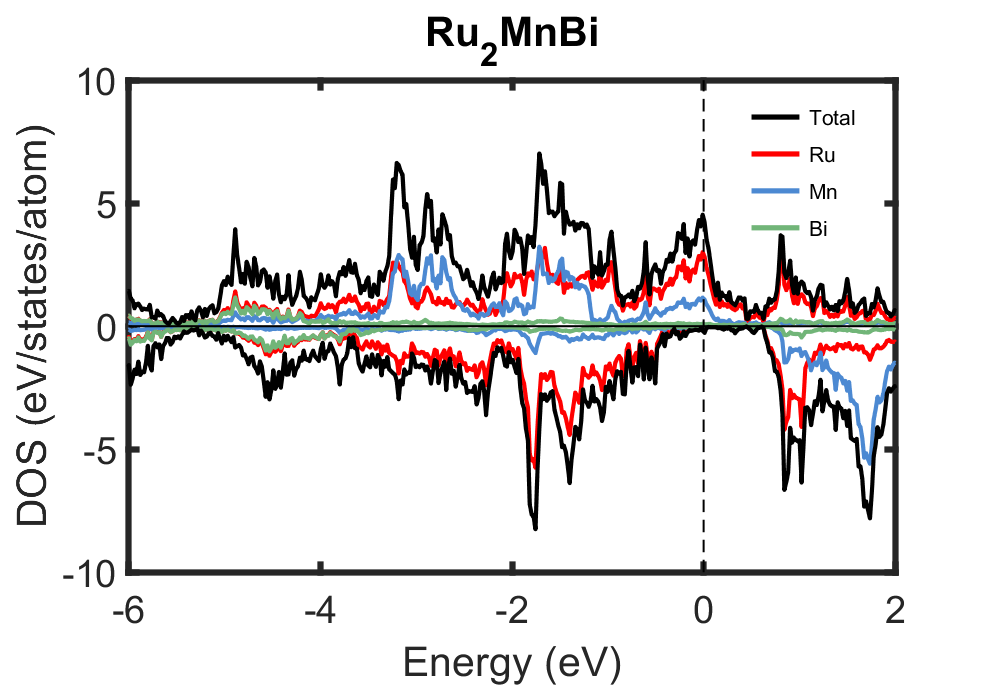 Ru2MnBi
10
5
0
-5
-10
DOS (eV/states/atom)
Total
Ru
Mn
Bi
-6
-4
-2
0
2
Energy (eV)